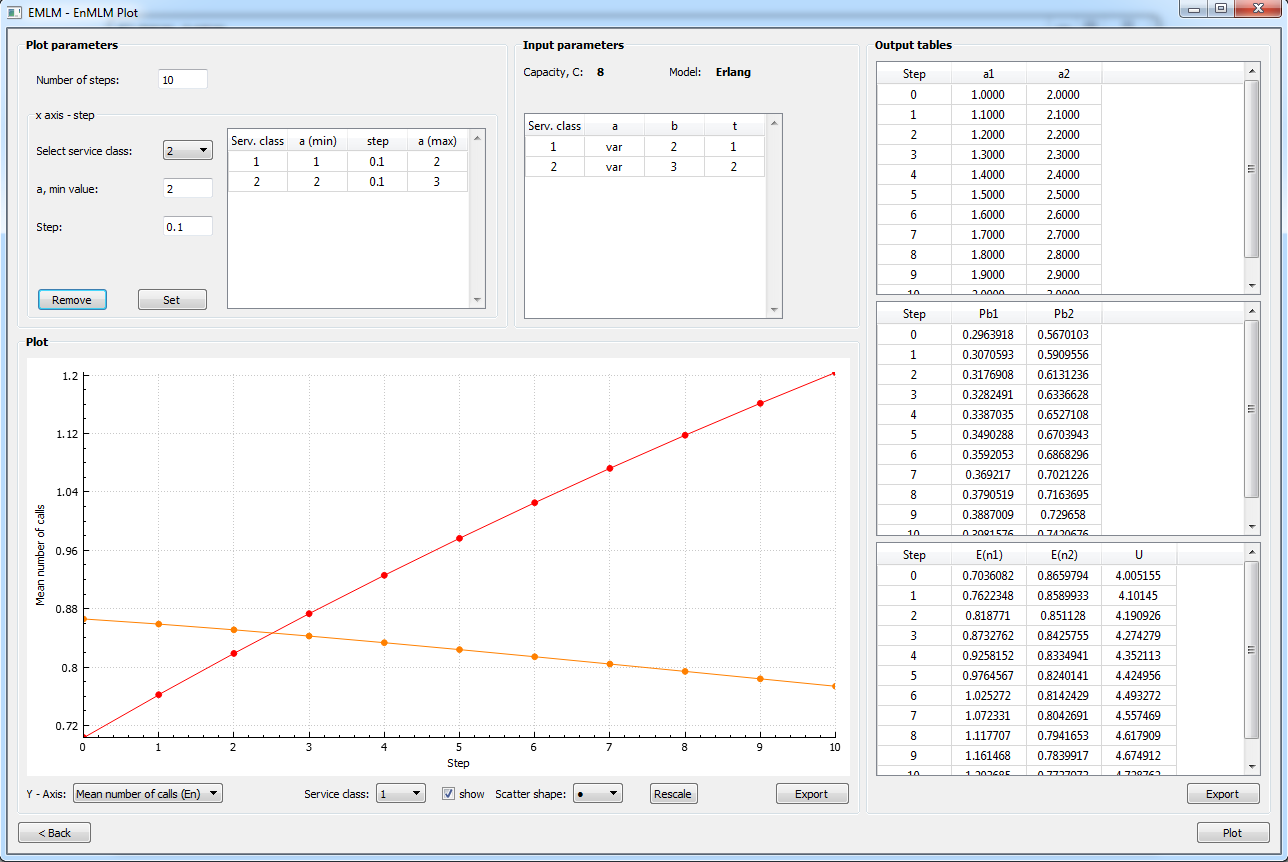 EMLM - EnMLM Plot
Plot parameters
Number of steps: 10
x axis - step
Select service class: 2
a, min value: 2
Step: 0.1
Remove Set
Serv. class a (min) step a (max)
1 1 0.1 2
2 2 0.1 3
Input parameters
Capacity, C: 8 Model: Erlang
Serv. class a b t
1 var 2 1
2 var 3 2
Output tables
Step a1 a2
0 1.0000 2.0000
1 1.1000 2.1000
2 1.2000 2.2000
3 1.3000 2.3000
4 1.4000 2.4000
5 1.5000 2.5000
6 1.6000 2.6000
7 1.7000 2.7000
8 1.8000 2.8000
9 1.9000 2.9000
10 2.0000 3.0000
Step Pb1 Pb2
0 0.2963918 0.5670103
1 0.3070593 0.5909556
2 0.3176908 0.6131236
3 0.3282491 0.6336628
4 0.3387035 0.6527108
5 0.3490288 0.6703943
6 0.3592053 0.6868296
7 0.369217 0.7021226
8 0.3790519 0.7163695
9 0.3887009 0.729658
10 0.3981576 0.7420676
Step E(n1) E(n2) U
0 0.7036082 0.8659794 4.005155
1 0.7622348 0.8589933 4.10145
2 0.818771 0.851128 4.190926
3 0.8732762 0.8425755 4.274279
4 0.9258152 0.8334941 4.352113
5 0.9764567 0.8240141 4.424956
6 1.025272 0.8142429 4.493272
7 1.072331 0.8042691 4.557469
8 1.117707 0.7941653 4.617909
9 1.161468 0.7839917 4.674912
10
Export
Plot
Mean number of calls
1.2
1.12
1.04
0.96
0.88
0.8
0.72
0 1 2 3 4 5 6 7 8 9 10
Step
Y - Axis: Mean number of calls (En) Service class: 1 show Scatter shape: Rescale Export
< Back
Plot